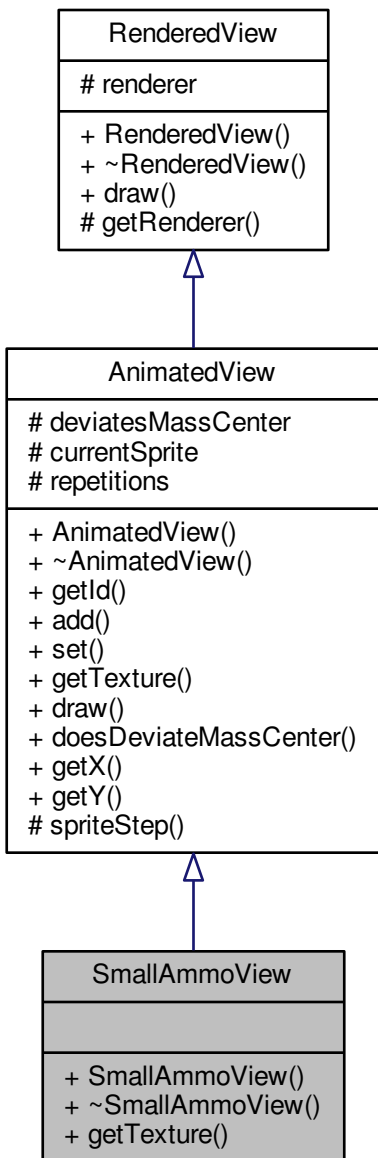 RenderedView
# renderer
+ RenderedView()
+ ~RenderedView()
+ draw()
# getRenderer()
AnimatedView
# deviatesMassCenter
# currentSprite
# repetitions
+ AnimatedView()
+ ~AnimatedView()
+ getId()
+ add()
+ set()
+ getTexture()
+ draw()
+ doesDeviateMassCenter()
+ getX()
+ getY()
# spriteStep()
SmallAmmoView
+ SmallAmmoView()
+ ~SmallAmmoView()
+ getTexture()